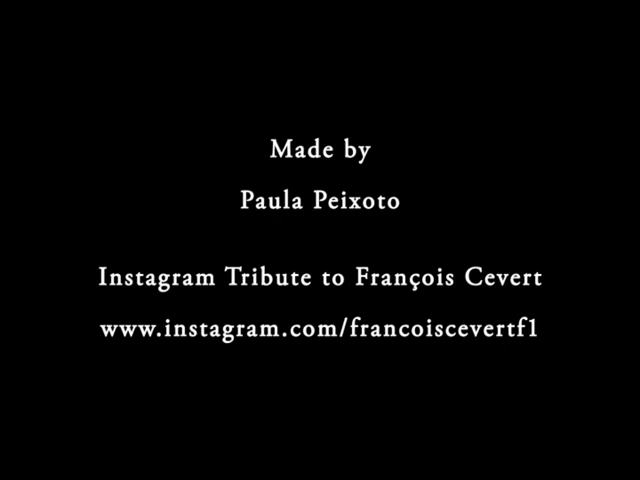 Made by
Paula Peixoto
Instagram Tribute to François Cevert
www.instagram.com/francoiscevertf1